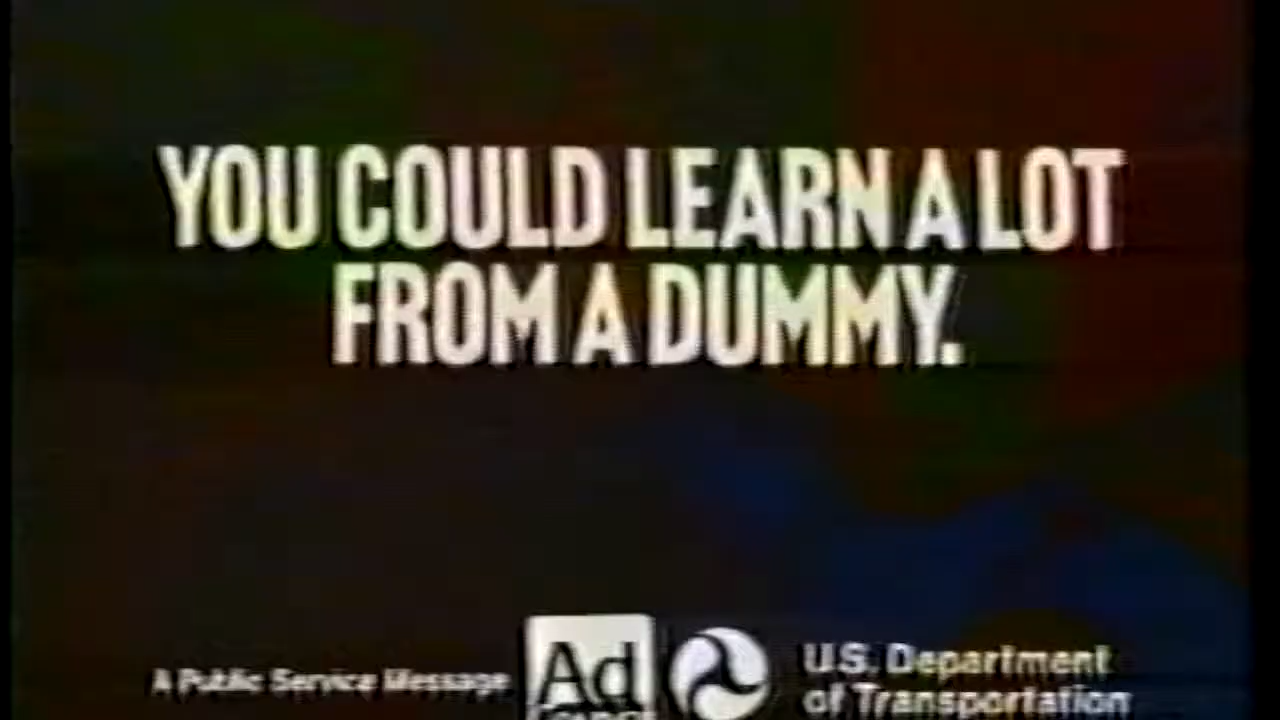 YOU COULD LEARN A LOT
FROM A DUMMY.
A Public Service Message
Ad
U.S. Department
of Transportation